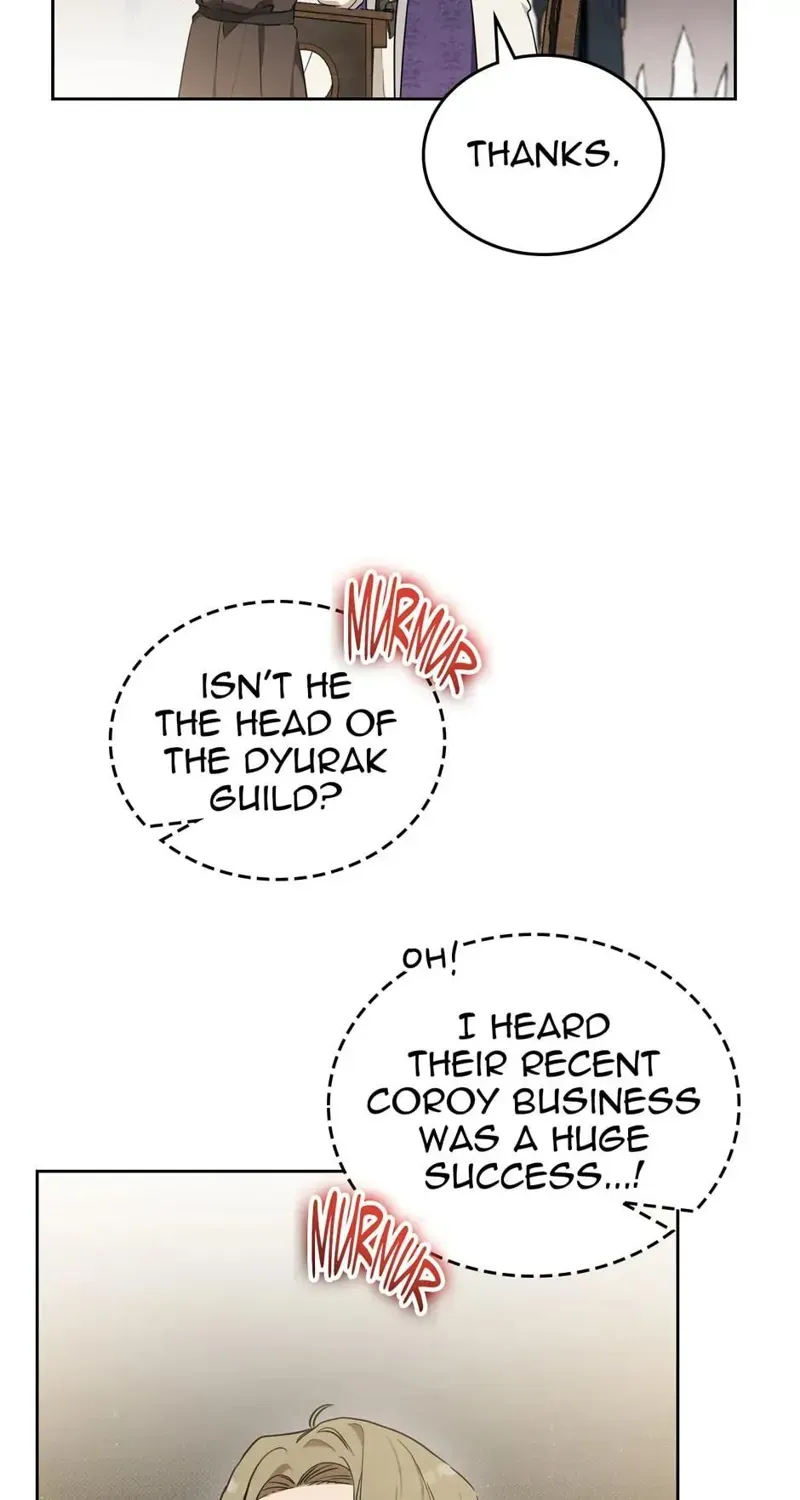 THANKS.
MURMUR
ISN'T HE
THE HEAD OF
THE DYURAK
GUILD?
OH!
I HEARD
THEIR RECENT
COROY BUSINESS
WAS A HUGE
SUCCESS...!
MURMUR